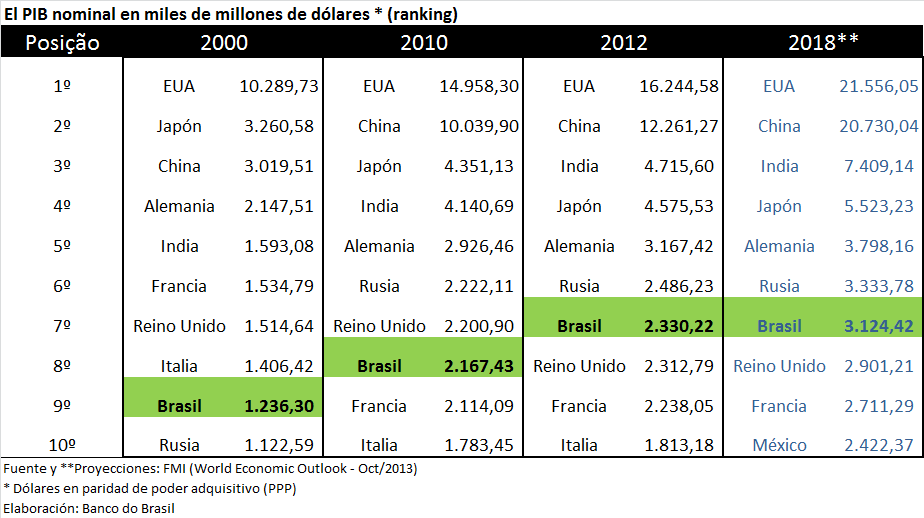 El PIB nominal en miles de millones de dólares * (ranking)
Posição 2000 2010 2012 2018**
1º EUA 10.289,73 EUA 14.958,30 EUA 16.244,58 EUA 21.556,05
2º Japón 3.260,58 China 10.039,90 China 12.261,27 China 20.730,04
3º China 3.019,51 Japón 4.351,13 India 4.715,60 India 7.409,14
4º Alemania 2.147,51 India 4.140,69 Japón 4.575,53 Japón 5.523,23
5º India 1.593,08 Alemania 2.926,46 Alemania 3.167,42 Alemania 3.798,16
6º Francia 1.534,79 Rusia 2.222,11 Rusia 2.486,23 Rusia 3.333,78
7º Reino Unido 1.514,64 Reino Unido 2.200,90 Brasil 2.330,22 Brasil 3.124,42
8º Italia 1.406,42 Brasil 2.167,43 Reino Unido 2.312,79 Reino Unido 2.901,21
9º Brasil 1.236,30 Francia 2.114,09 Francia 2.238,05 Francia 2.711,29
10º Rusia 1.122,59 Italia 1.783,45 Italia 1.813,18 México 2.422,37
Fuente y **Proyecciones: FMI (World Economic Outlook - Oct/2013)
* Dólares en paridad de poder adquisitivo (PPP)
Elaboración: Banco do Brasil